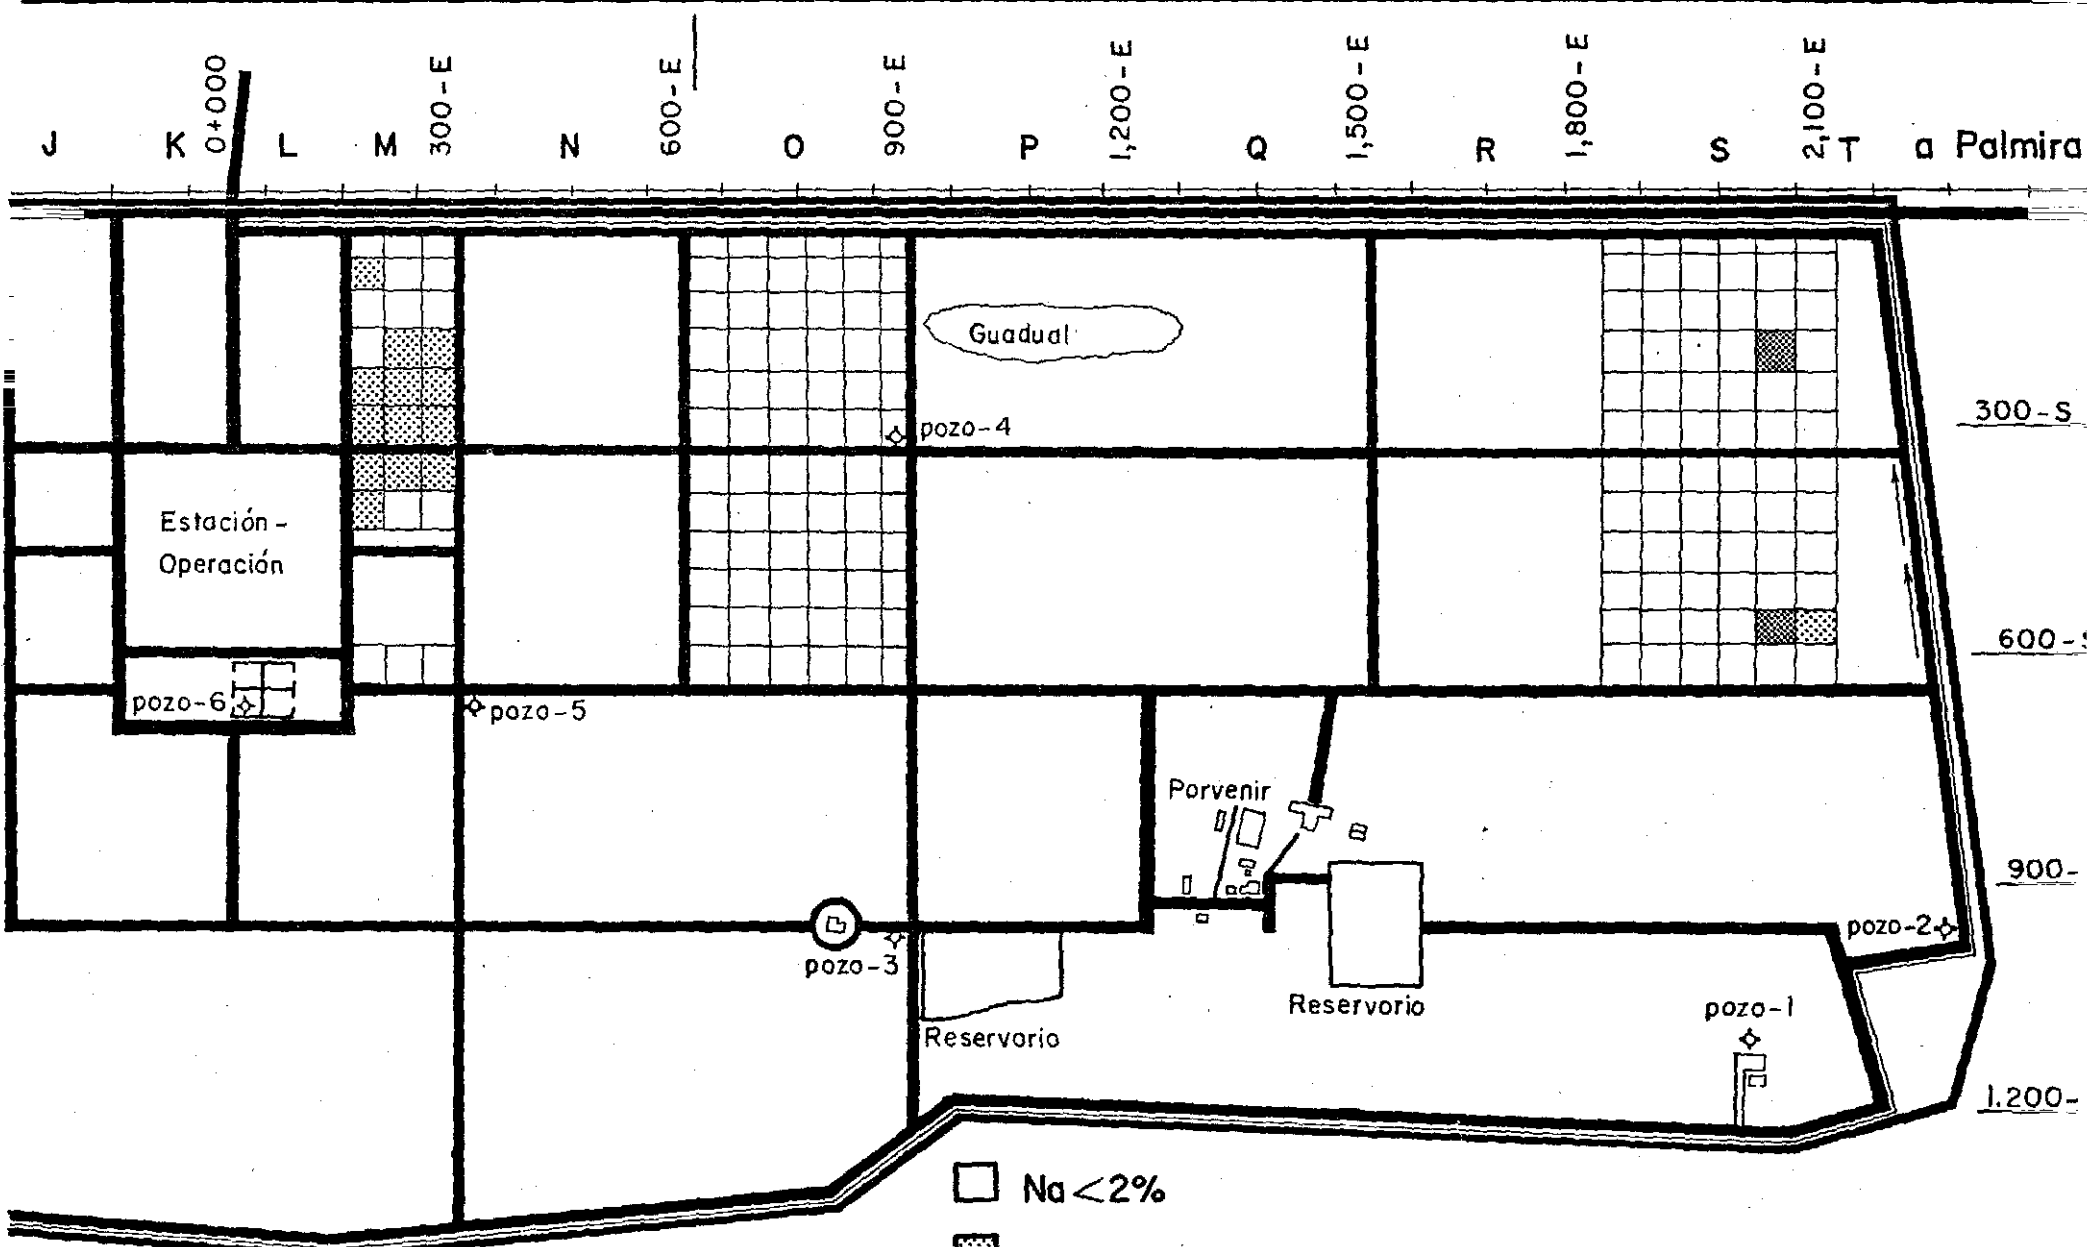 0+000 300-E 600-E 900-E 1,200-E 1,500-E 1,800-E 2,100-E
J K L M N O P Q R S T a Palmira
Guadual
300-S
pozo-4
Estación-
Operación
600-S
pozo-6
pozo-5
Porvenir
900-
pozo-2
pozo-3
Reservorio
pozo-1
Reservorio
1.200-
Na <2%